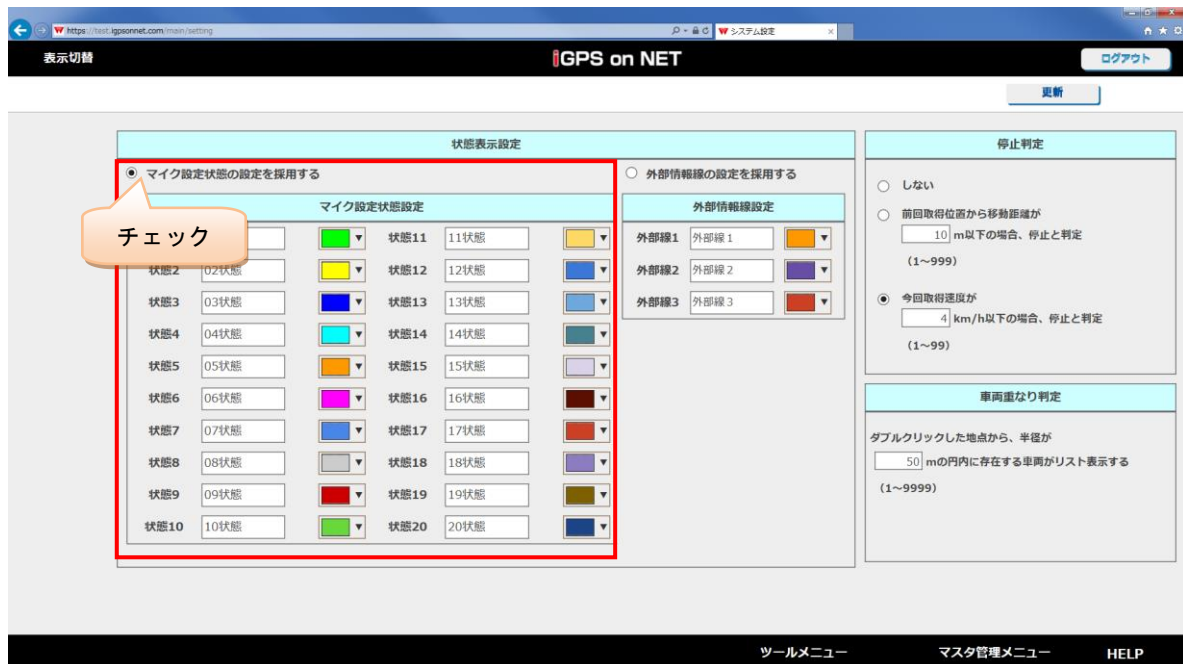 https://test.igpsonnet.com/main/setting
システム設定
表示切替
iGPS on NET
ログアウト
更新
状態表示設定
マイク設定状態の設定を採用する
外部情報線の設定を採用する
マイク設定状態設定
外部情報線設定
チェック
状態11 11状態
状態2 02状態 状態12 12状態
状態3 03状態 状態13 13状態
状態4 04状態 状態14 14状態
状態5 05状態 状態15 15状態
状態6 06状態 状態16 16状態
状態7 07状態 状態17 17状態
状態8 08状態 状態18 18状態
状態9 09状態 状態19 19状態
状態10 10状態 状態20 20状態
外部線1 外部線1
外部線2 外部線2
外部線3 外部線3
停止判定
しない
前回取得位置から移動距離が
10 m以下の場合、停止と判定
(1~999)
今回取得速度が
4 km/h以下の場合、停止と判定
(1~99)
車両重なり判定
ダブルクリックした地点から、半径が
50 mの円内に存在する車両がリスト表示する
(1~9999)
ツールメニュー
マスタ管理メニュー
HELP